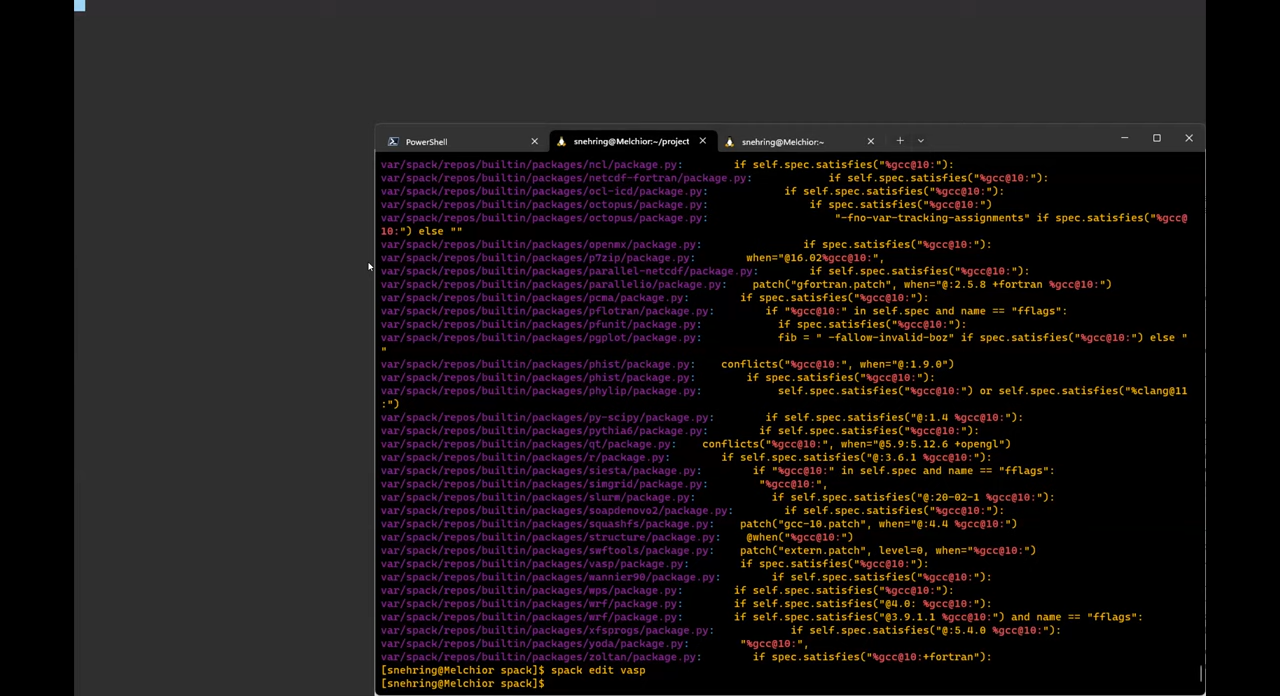 PowerShell
snehring@Melchior:~/project
snehring@Melchior:~
var/spack/repos/builtin/packages/ncl/package.py:        if self.spec.satisfies("%gcc@10:"):
var/spack/repos/builtin/packages/netcdf-fortran/package.py:            if self.spec.satisfies("%gcc@10:"):
var/spack/repos/builtin/packages/ocl-icd/package.py:            if self.spec.satisfies("%gcc@10:"):
var/spack/repos/builtin/packages/octopus/package.py:                if spec.satisfies("%gcc@10:")
var/spack/repos/builtin/packages/octopus/package.py:                    "-fno-var-tracking-assignments" if spec.satisfies("%gcc@
10:") else ""
var/spack/repos/builtin/packages/openmx/package.py:                if spec.satisfies("%gcc@10:"):
var/spack/repos/builtin/packages/p7zip/package.py:        when="@16.02%gcc@10:",
var/spack/repos/builtin/packages/parallel-netcdf/package.py:        if self.spec.satisfies("%gcc@10:"):
var/spack/repos/builtin/packages/parallelio/package.py:    patch("gfortran.patch", when="@:2.5.8 +fortran %gcc@10:")
var/spack/repos/builtin/packages/pcma/package.py:        if spec.satisfies("%gcc@10:"):
var/spack/repos/builtin/packages/pflotran/package.py:        if "%gcc@10:" in self.spec and name == "fflags":
var/spack/repos/builtin/packages/pfunit/package.py:            if spec.satisfies("%gcc@10:"):
var/spack/repos/builtin/packages/pgplot/package.py:            fib = " -fallow-invalid-boz" if spec.satisfies("%gcc@10:") else "
"
var/spack/repos/builtin/packages/phist/package.py:    conflicts("%gcc@10:", when="@:1.9.0")
var/spack/repos/builtin/packages/phist/package.py:        if spec.satisfies("%gcc@10:"):
var/spack/repos/builtin/packages/phylip/package.py:            self.spec.satisfies("%gcc@10:") or self.spec.satisfies("%clang@11
:")
var/spack/repos/builtin/packages/py-scipy/package.py:        if self.spec.satisfies("@:1.4 %gcc@10:"):
var/spack/repos/builtin/packages/pythia6/package.py:        if self.spec.satisfies("%gcc@10:"):
var/spack/repos/builtin/packages/qt/package.py:    conflicts("%gcc@10:", when="@5.9:5.12.6 +opengl")
var/spack/repos/builtin/packages/r/package.py:        if self.spec.satisfies("@:3.6.1 %gcc@10:"):
var/spack/repos/builtin/packages/siesta/package.py:        if "%gcc@10:" in self.spec and name == "fflags":
var/spack/repos/builtin/packages/simgrid/package.py:        "%gcc@10:",
var/spack/repos/builtin/packages/slurm/package.py:            if self.spec.satisfies("@:20-02-1 %gcc@10:"):
var/spack/repos/builtin/packages/soapdenovo2/package.py:        if self.spec.satisfies("%gcc@10:"):
var/spack/repos/builtin/packages/squashfs/package.py:    patch("gcc-10.patch", when="@:4.4 %gcc@10:")
var/spack/repos/builtin/packages/structure/package.py:    @when("%gcc@10:")
var/spack/repos/builtin/packages/swftools/package.py:    patch("extern.patch", level=0, when="%gcc@10:")
var/spack/repos/builtin/packages/vasp/package.py:        if spec.satisfies("%gcc@10:"):
var/spack/repos/builtin/packages/wannier90/package.py:        if self.spec.satisfies("%gcc@10:"):
var/spack/repos/builtin/packages/wps/package.py:        if self.spec.satisfies("%gcc@10:"):
var/spack/repos/builtin/packages/wrf/package.py:        if self.spec.satisfies("@4.0: %gcc@10:"):
var/spack/repos/builtin/packages/wrf/package.py:        if self.spec.satisfies("@3.9.1.1 %gcc@10:") and name == "fflags":
var/spack/repos/builtin/packages/xfsprogs/package.py:            if self.spec.satisfies("@:5.4.0 %gcc@10:"):
var/spack/repos/builtin/packages/yoda/package.py:        "%gcc@10:",
var/spack/repos/builtin/packages/zoltan/package.py:        if spec.satisfies("%gcc@10:+fortran"):
[snehring@Melchior spack]$ spack edit vasp
[snehring@Melchior spack]$